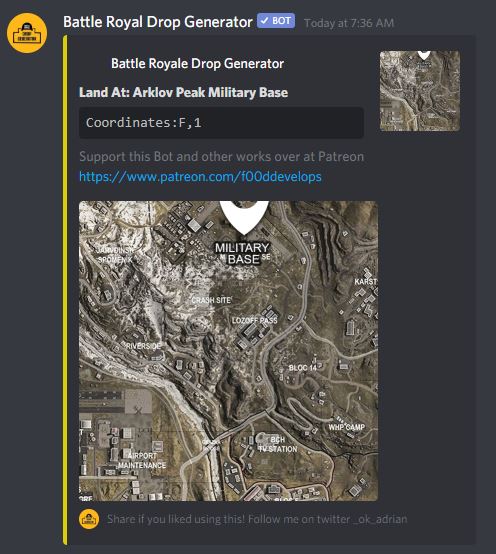 Battle Royal Drop Generator BOT Today at 7:36 AM
Battle Royale Drop Generator
Land At: Arklov Peak Military Base
Coordinates:F,1
Support this Bot and other works over at Patreon
https://www.patreon.com/f00ddevelops
MILITARY
BASE
SPOMENIK
CRASH SITE
KARST
LOZOFF PASS
RIVERSIDE
BLOC 14
WHP CAMP
BCH
TV STATION
AIRPORT
MAINTENANCE
Share if you liked using this! Follow me on twitter _ok_adrian